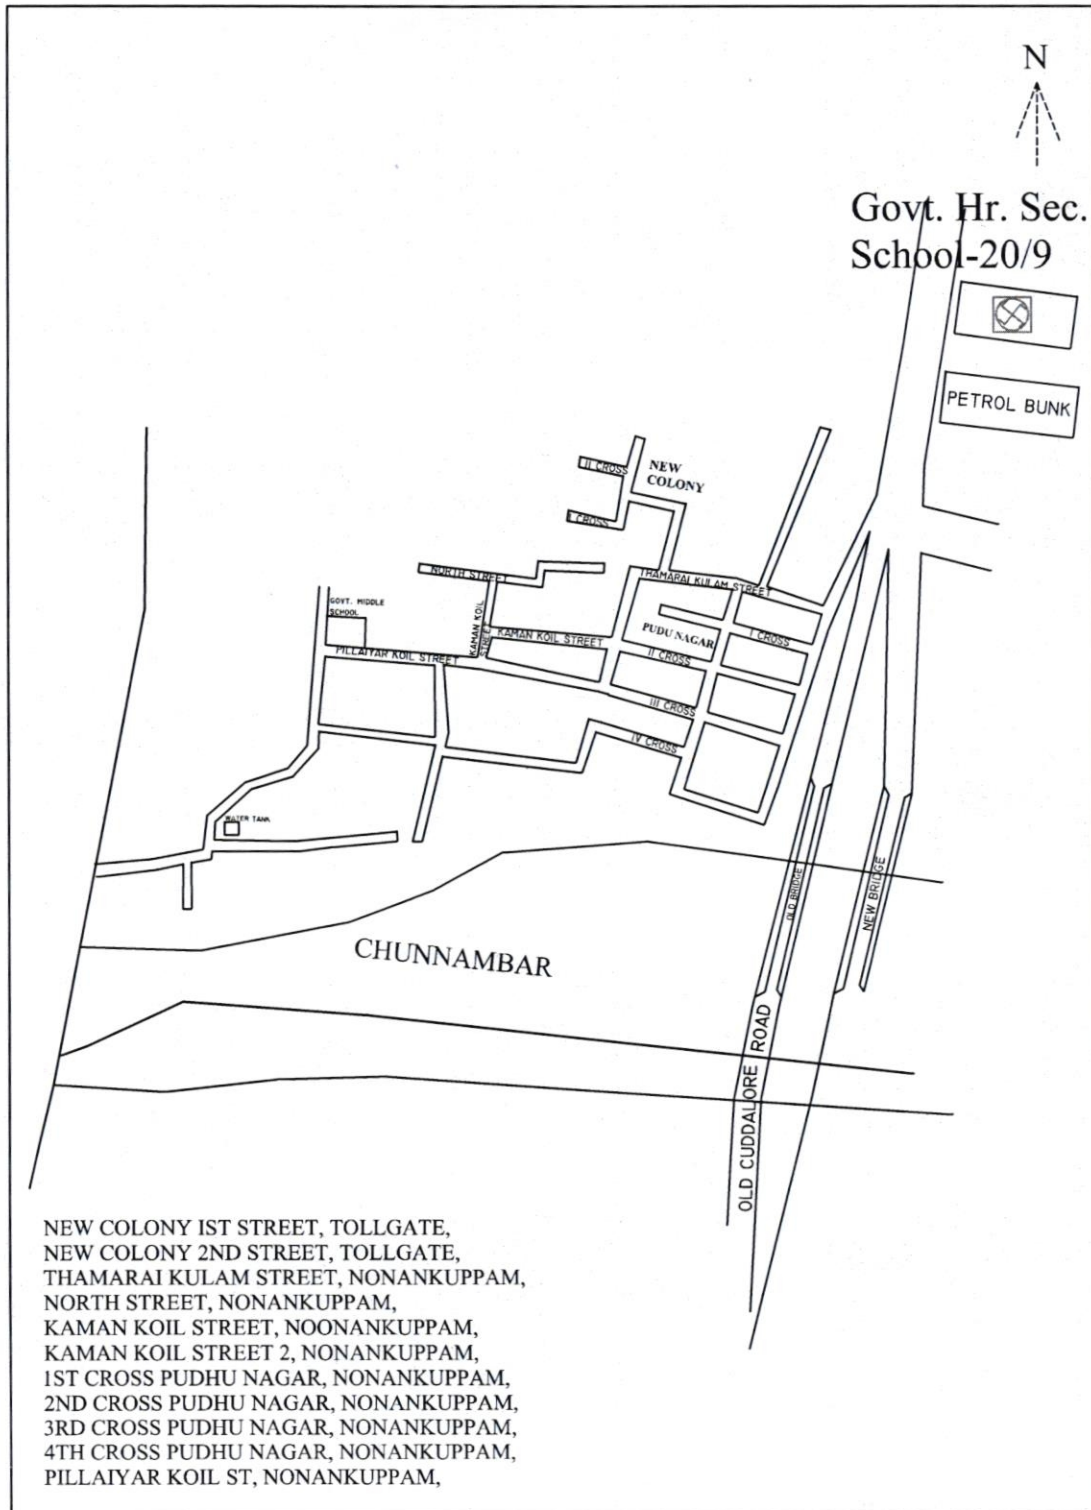 N
Govt. Hr. Sec.
School-20/9
PETROL BUNK
II CROSS
NEW
COLONY
I CROSS
NORTH STREET
THAMARAI KULAM STREET
GOVT. MIDDLE
SCHOOL
KAMAN KOIL
STREET
KAMAN KOIL STREET
PUDU NAGAR
I CROSS
PILLAIYAR KOIL STREET
II CROSS
III CROSS
IV CROSS
WATER TANK
OLD BRIDGE
NEW BRIDGE
CHUNNAMBAR
OLD CUDDALORE ROAD
NEW COLONY IST STREET, TOLLGATE,
NEW COLONY 2ND STREET, TOLLGATE,
THAMARAI KULAM STREET, NONANKUPPAM,
NORTH STREET, NONANKUPPAM,
KAMAN KOIL STREET, NOONANKUPPAM,
KAMAN KOIL STREET 2, NONANKUPPAM,
1ST CROSS PUDHU NAGAR, NONANKUPPAM,
2ND CROSS PUDHU NAGAR, NONANKUPPAM,
3RD CROSS PUDHU NAGAR, NONANKUPPAM,
4TH CROSS PUDHU NAGAR, NONANKUPPAM,
PILLAIYAR KOIL ST, NONANKUPPAM,